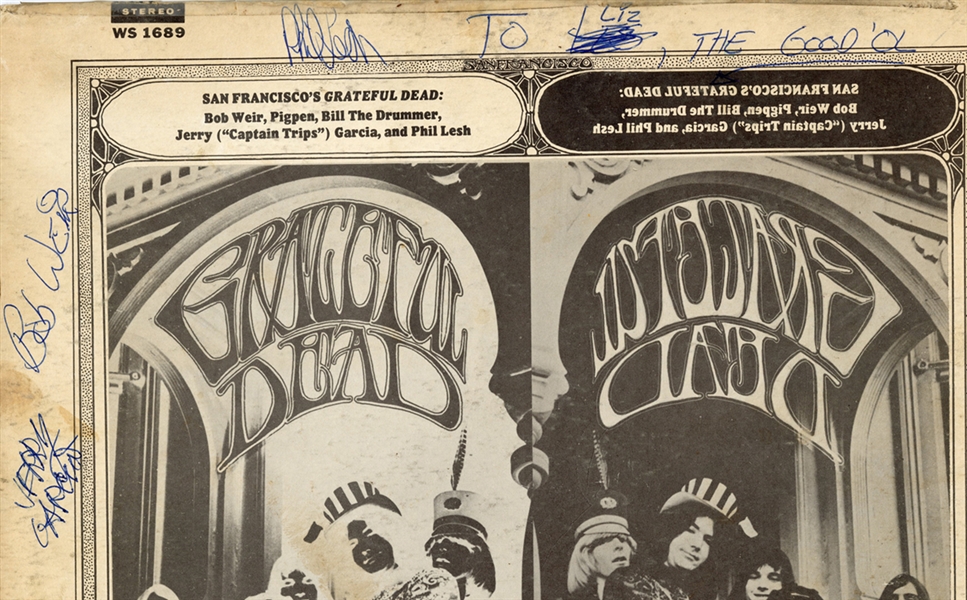 STEREO
WS 1689
Phil Lesh
TO Liz, THE GOOD 'OL
SAN FRANCISCO
SAN FRANCISCO'S GRATEFUL DEAD:
Bob Weir, Pigpen, Bill The Drummer,
Jerry ("Captain Trips") Garcia, and Phil Lesh
SAN FRANCISCO'S GRATEFUL DEAD:
Bob Weir, Pigpen, Bill The Drummer,
Jerry ("Captain Trips") Garcia, and Phil Lesh
GRATEFUL
DEAD
GRATEFUL
DEAD
Bob Weir
JERRY
GARCIA